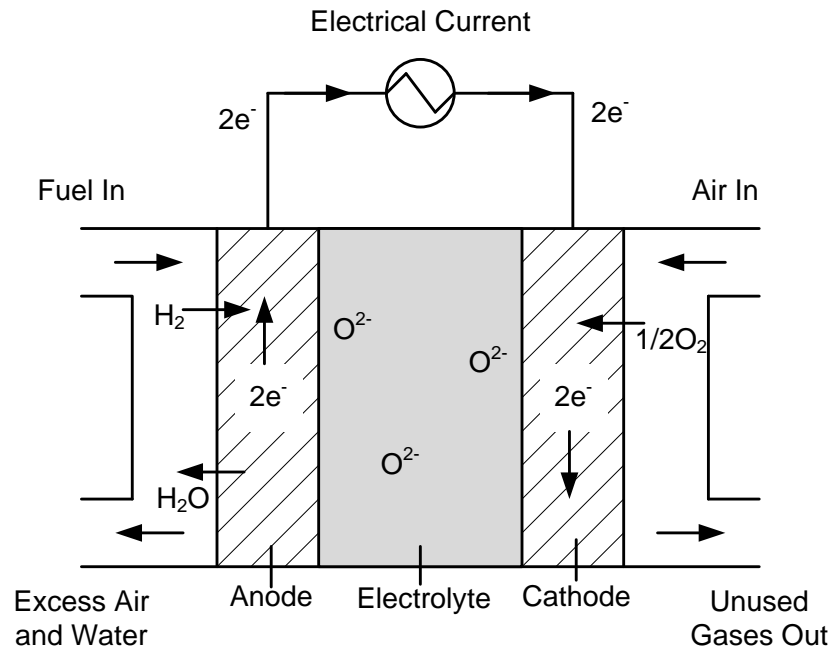 Electrical Current
2e⁻
2e⁻
Fuel In
Air In
H₂
O²⁻
O²⁻
1/2O₂
2e⁻
2e⁻
O²⁻
H₂O
Excess Air
and Water
Anode
Electrolyte
Cathode
Unused
Gases Out